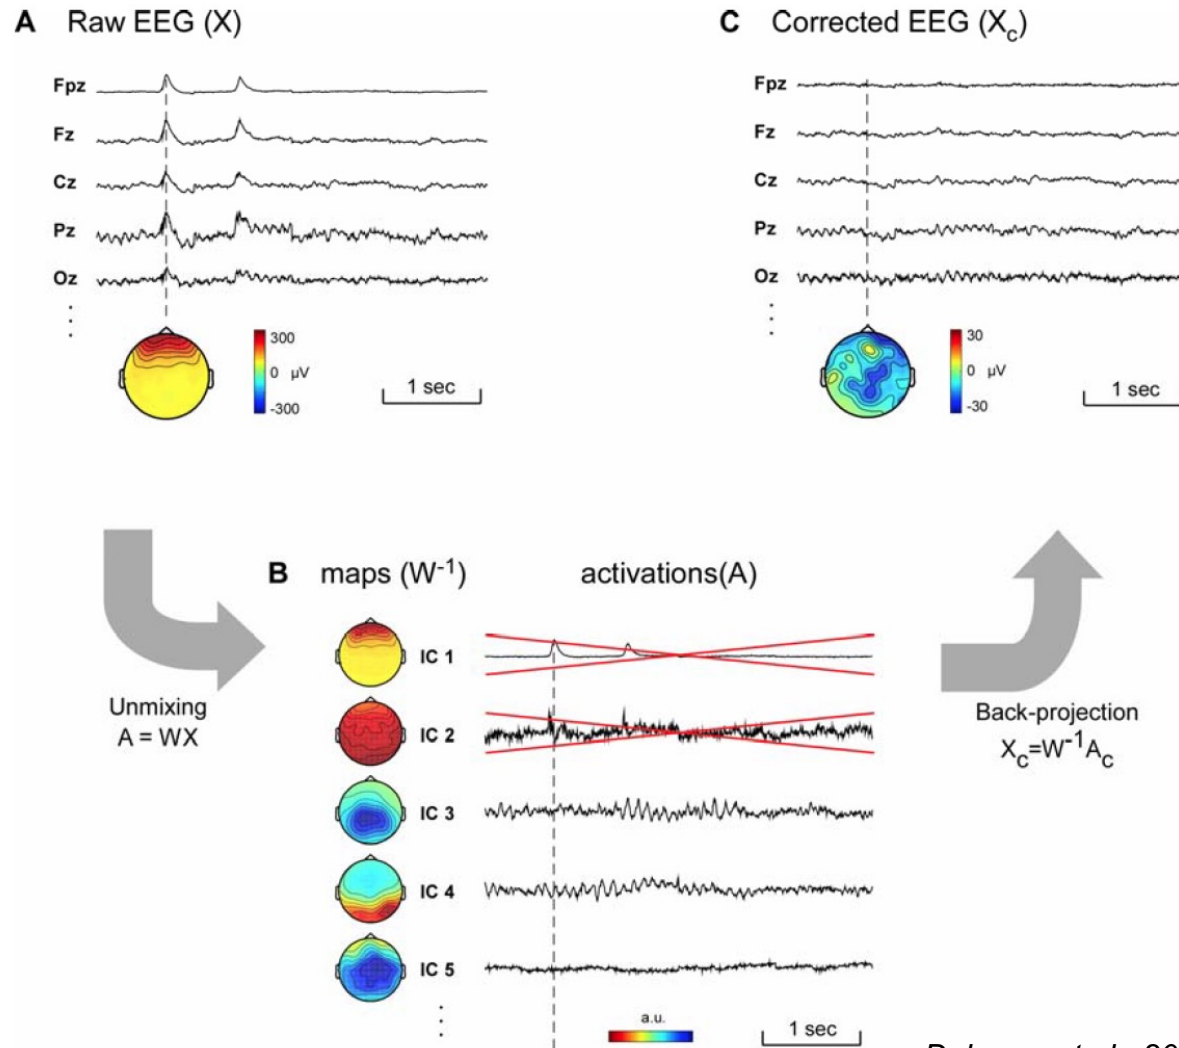 A Raw EEG (X)
Fpz
Fz
Cz
Pz
Oz
300
0 µV
-300
1 sec
C Corrected EEG (Xc)
Fpz
Fz
Cz
Pz
Oz
30
0 µV
-30
1 sec
Unmixing
A = WX
B maps (W-1) activations(A)
IC 1
IC 2
IC 3
IC 4
IC 5
a.u.
1 sec
Back-projection
Xc=W-1Ac